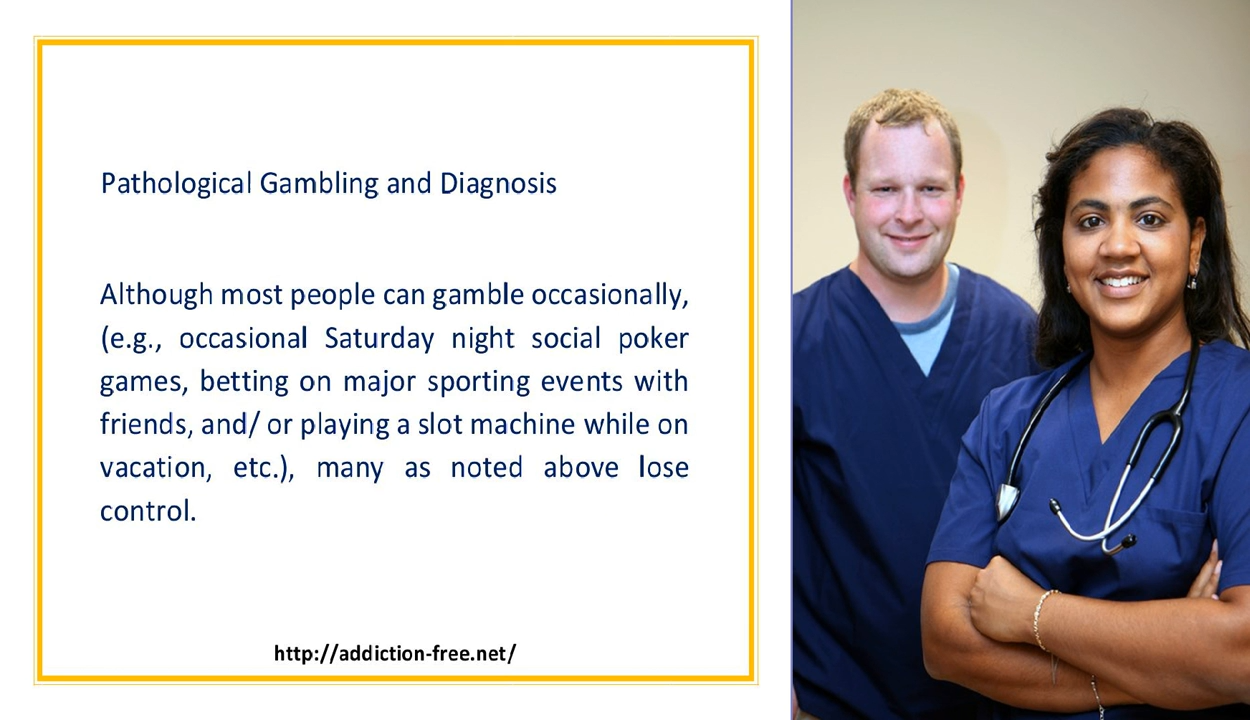 Pathological Gambling and Diagnosis
Although most people can gamble occasionally,
(e.g., occasional Saturday night social poker
games, betting on major sporting events with
friends, and/ or playing a slot machine while on
vacation, etc.), many as noted above lose
control.
http://addiction-free.net/